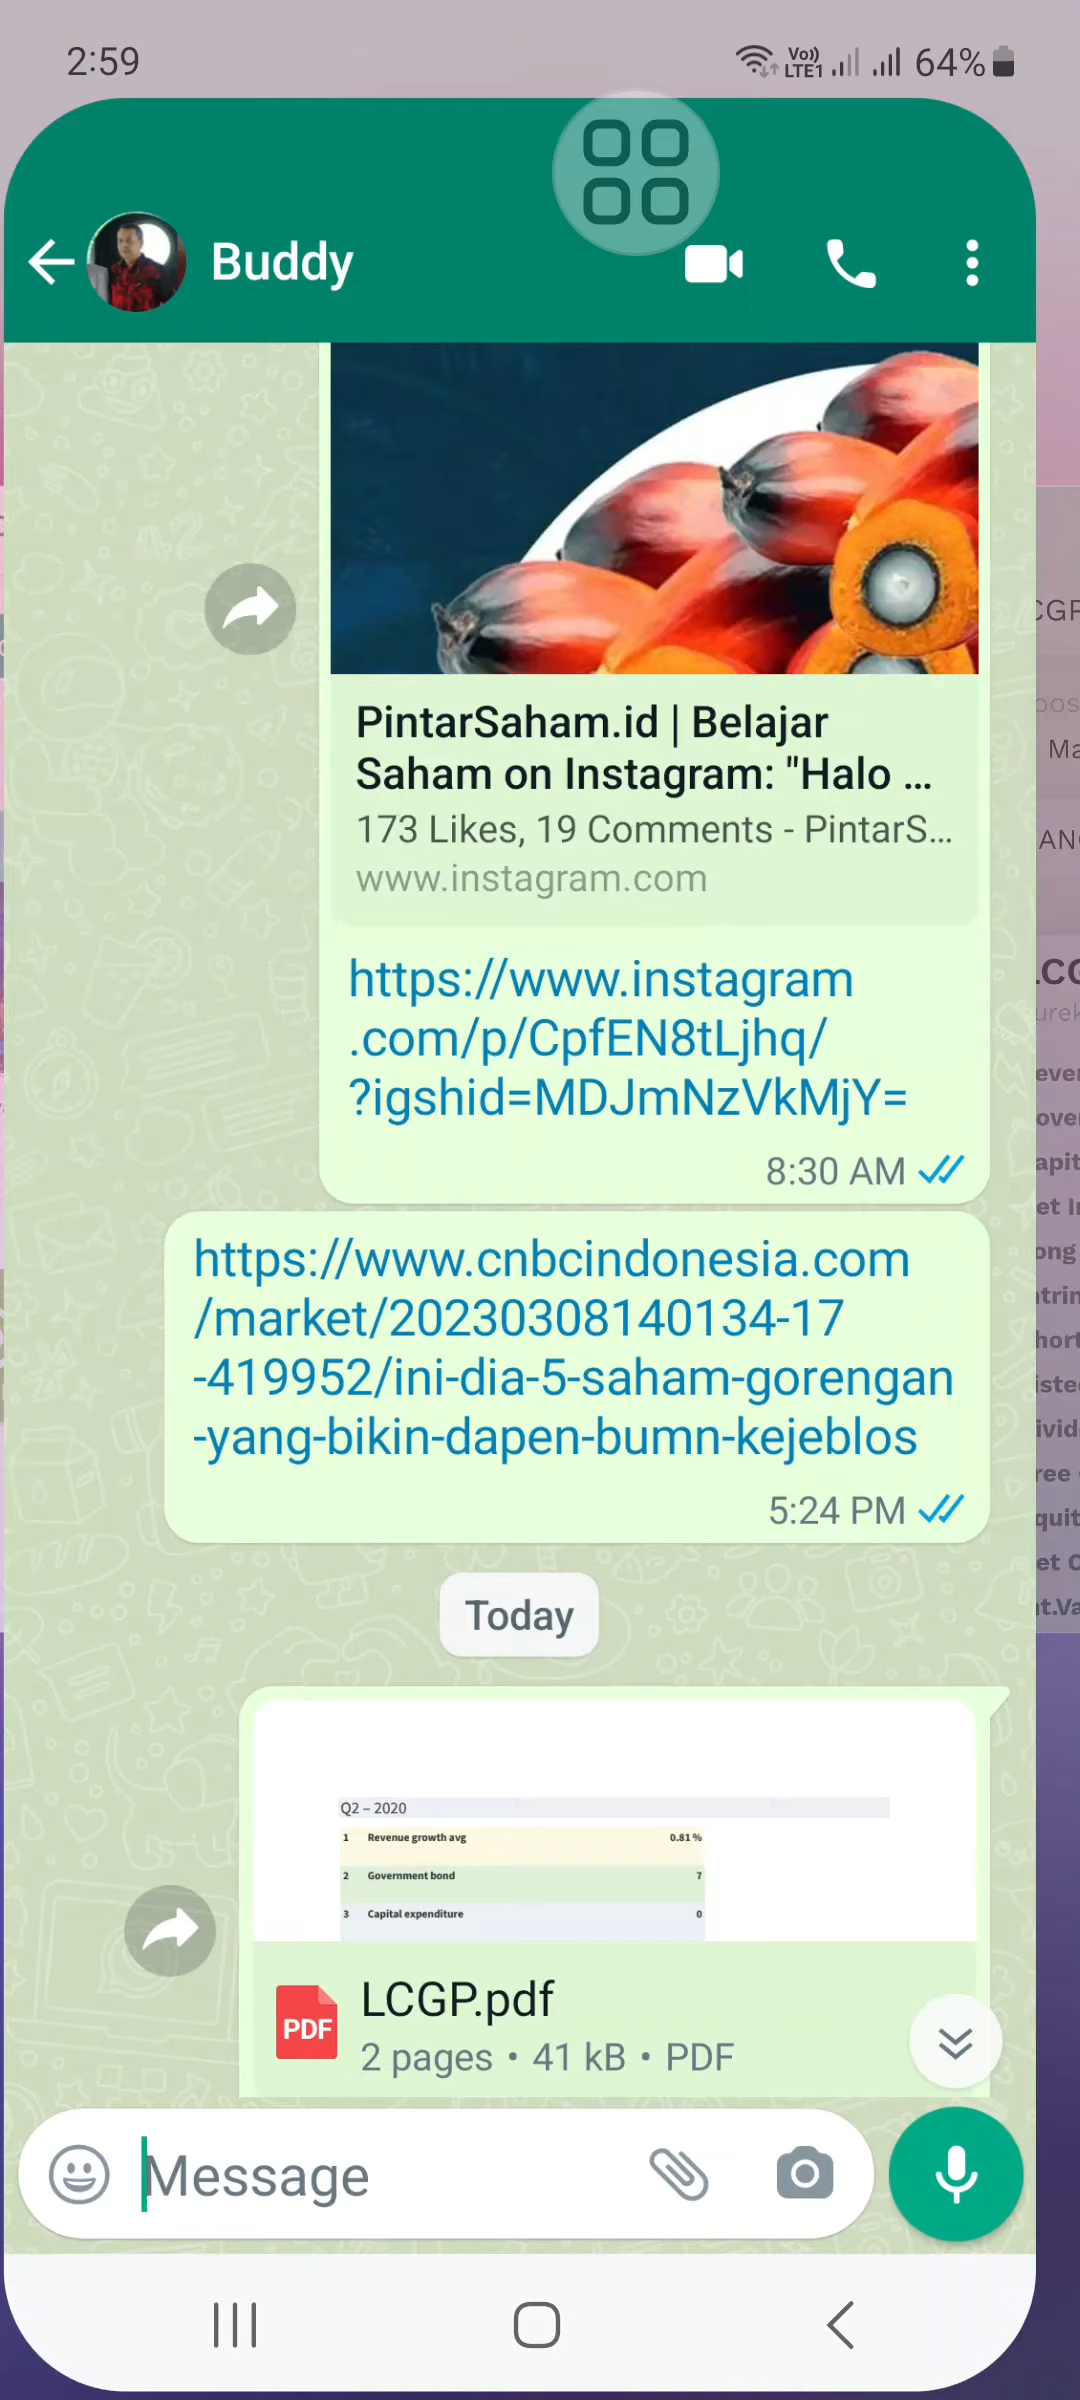 2:59
Vo)) LTE1 64%
Buddy
PintarSaham.id | Belajar
Saham on Instagram: "Halo ...
173 Likes, 19 Comments - PintarS...
www.instagram.com
https://www.instagram
.com/p/CpfEN8tLjhq/
?igshid=MDJmNzVkMjY=
8:30 AM
https://www.cnbcindonesia.com
/market/20230308140134-17
-419952/ini-dia-5-saham-gorengan
-yang-bikin-dapen-bumn-kejeblos
5:24 PM
Today
Q2 – 2020
1 Revenue growth avg 0.81 %
2 Government bond 7
3 Capital expenditure 0
PDF
LCGP.pdf
2 pages • 41 kB • PDF
Message